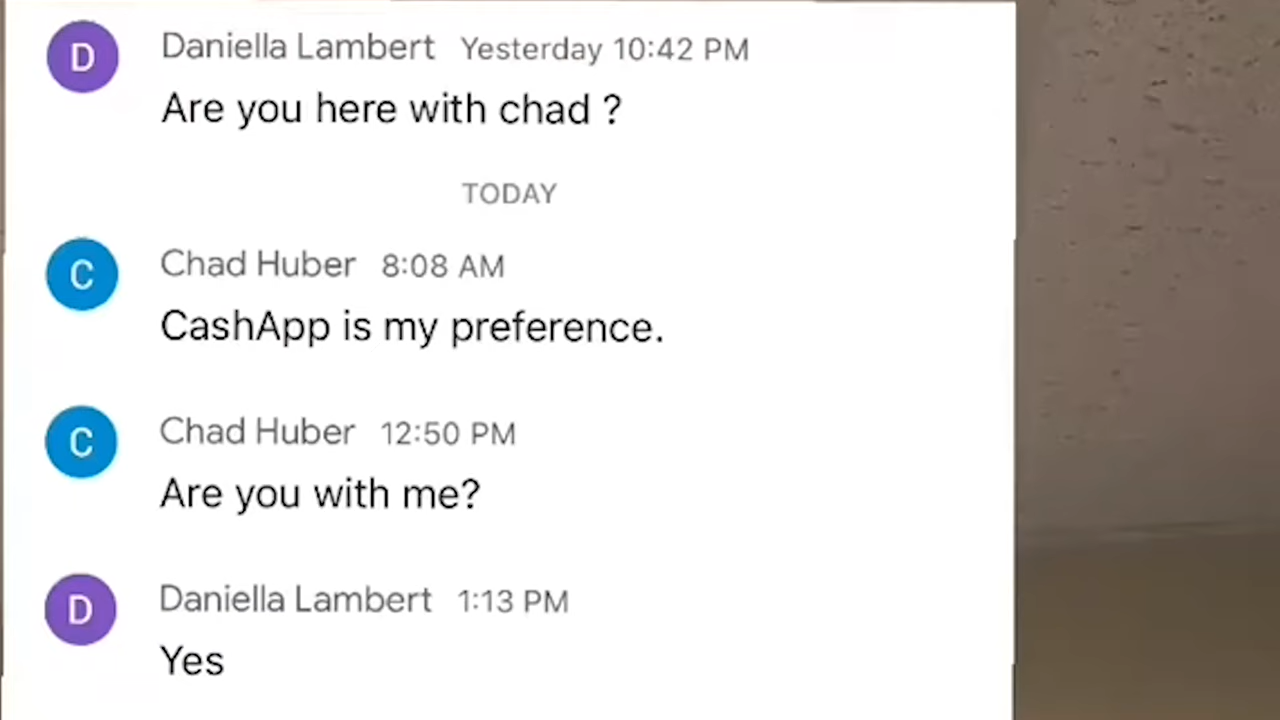 D Daniella Lambert Yesterday 10:42 PM
Are you here with chad ?
TODAY
C Chad Huber 8:08 AM
CashApp is my preference.
C Chad Huber 12:50 PM
Are you with me?
D Daniella Lambert 1:13 PM
Yes